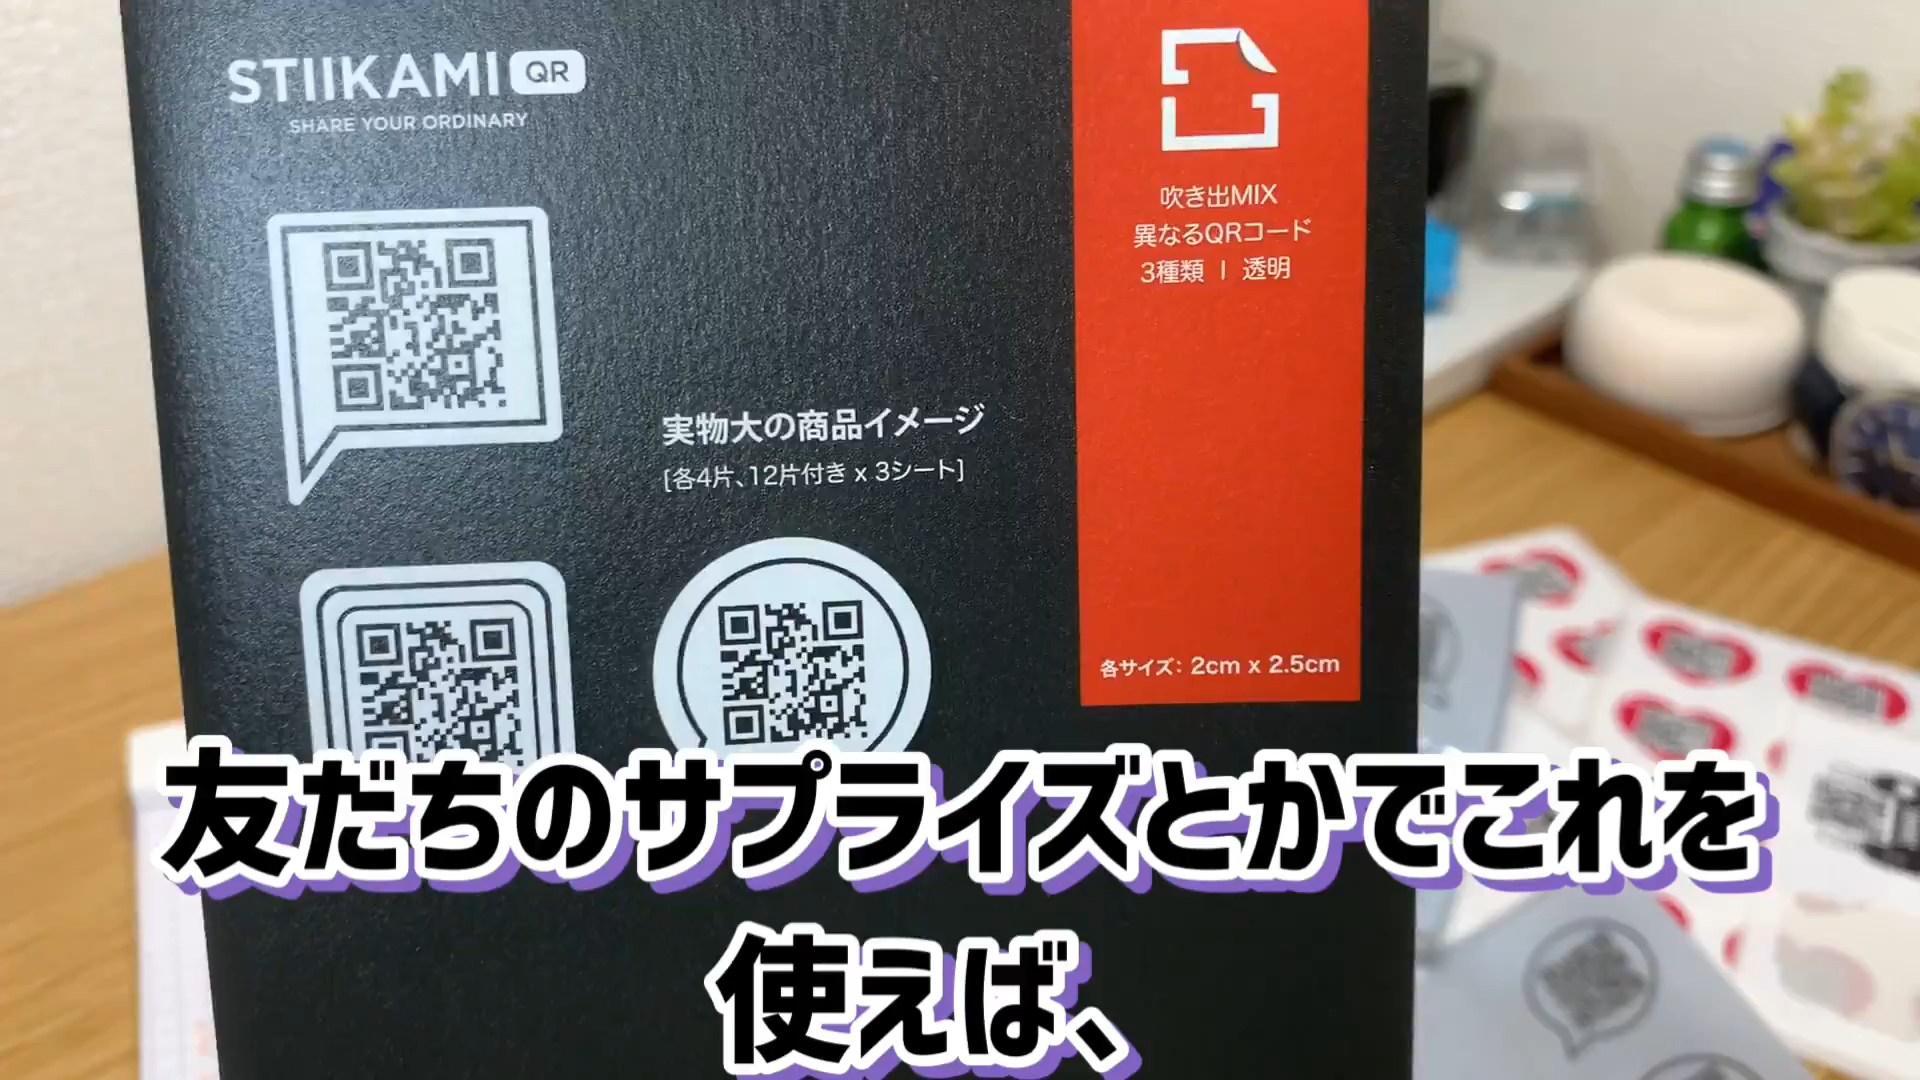 STIIKAMI QR
SHARE YOUR ORDINARY
吹き出MIX
異なるQRコード
3種類 | 透明
実物大の商品イメージ
[各4片、12片付き x 3シート]
各サイズ: 2cm x 2.5cm
友だちのサプライズとかでこれを
使えば、